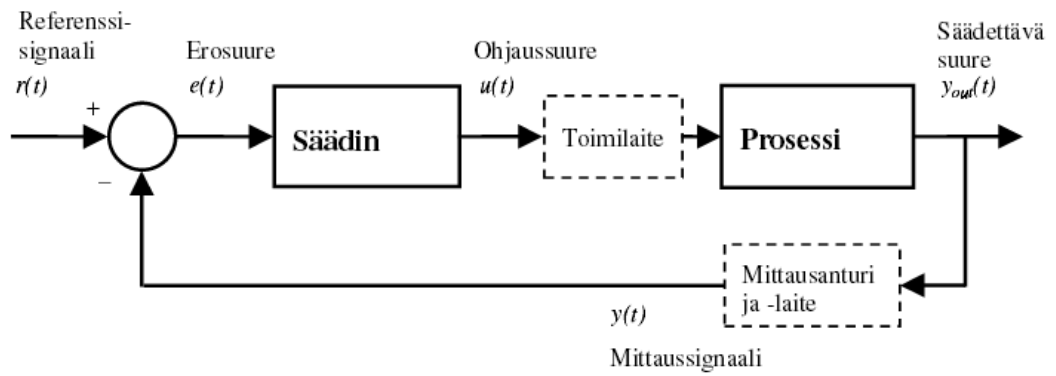 Referenssi-
signaali
r(t)
Erosuure
e(t)
Ohjaussuure
u(t)
Säädettävä
suure
y_out(t)
+
Säädin
Toimilaite
Prosessi
–
Mittausanturi
ja -laite
y(t)
Mittaussignaali